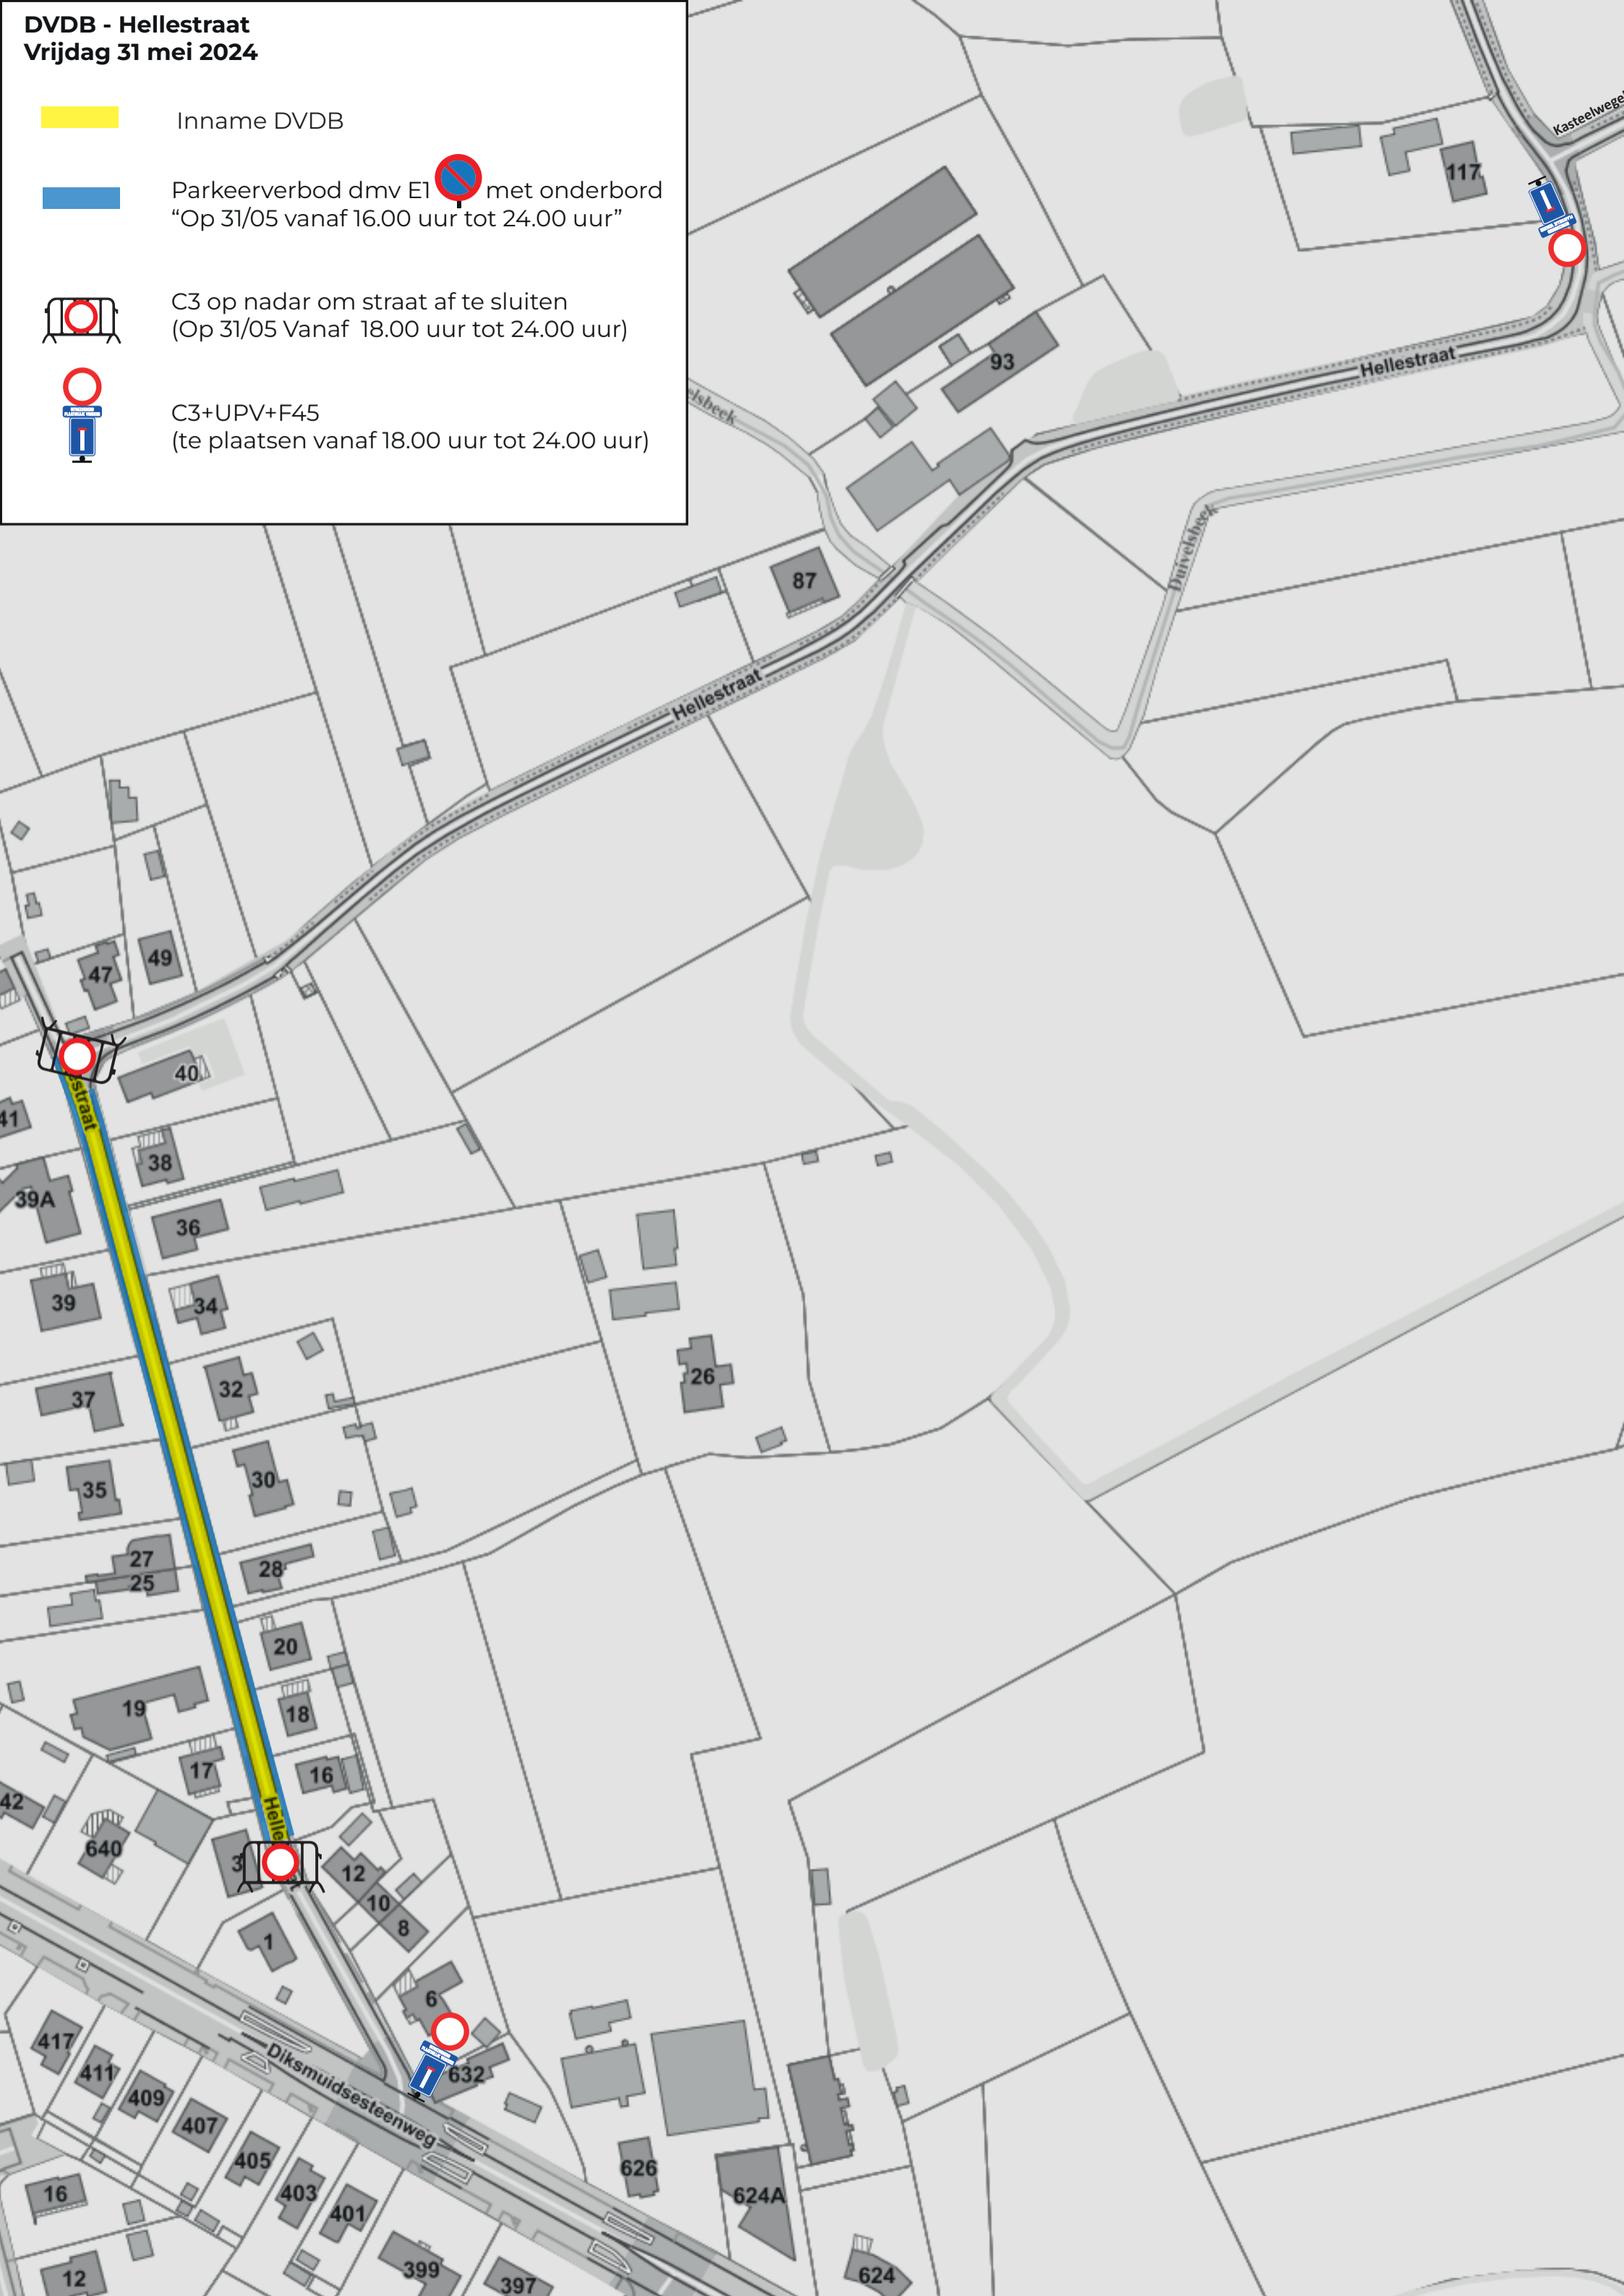 DVDB - Hellestraat
Vrijdag 31 mei 2024
Inname DVDB
Parkeerverbod dmv E1 met onderbord
“Op 31/05 vanaf 16.00 uur tot 24.00 uur”
C3 op nadar om straat af te sluiten
(Op 31/05 Vanaf 18.00 uur tot 24.00 uur)
C3+UPV+F45
(te plaatsen vanaf 18.00 uur tot 24.00 uur)
Kasteelwegel
117
93
Hellestraat
elsbeek
Duivelsbeek
87
Hellestraat
49
47
40
estraat
41
38
39A
36
39
34
32
26
37
30
35
27
28
25
20
19
18
17
16
42
Helle
640
3
12
10
8
1
6
417
632
411
Diksmuidsesteenweg
409
407
405
626
403
16
624A
401
399
624
12
397